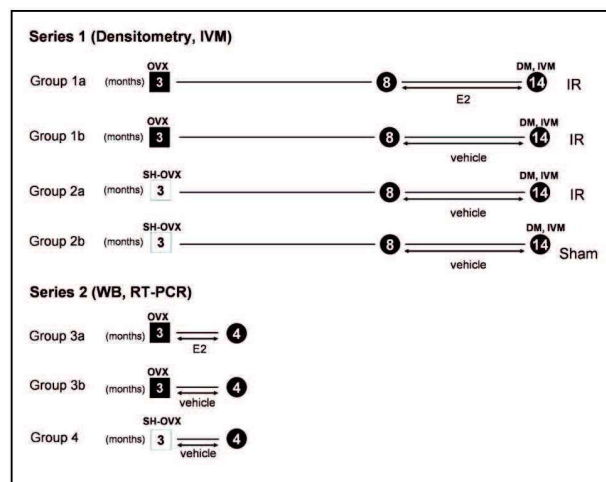 Series 1 (Densitometry, IVM)
OVX DM, IVM
Group 1a (months) 3 8 14 IR
E2
OVX DM, IVM
Group 1b (months) 3 8 14 IR
vehicle
SH-OVX DM, IVM
Group 2a (months) 3 8 14 IR
vehicle
SH-OVX DM, IVM
Group 2b (months) 3 8 14 Sham
vehicle
Series 2 (WB, RT-PCR)
OVX
Group 3a (months) 3 4
E2
OVX
Group 3b (months) 3 4
vehicle
SH-OVX
Group 4 (months) 3 4
vehicle